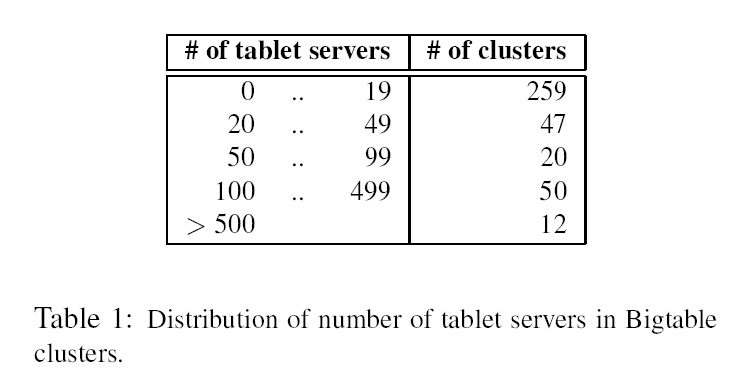 # of tablet servers # of clusters
0 .. 19 259
20 .. 49 47
50 .. 99 20
100 .. 499 50
> 500 12
Table 1: Distribution of number of tablet servers in Bigtable
clusters.